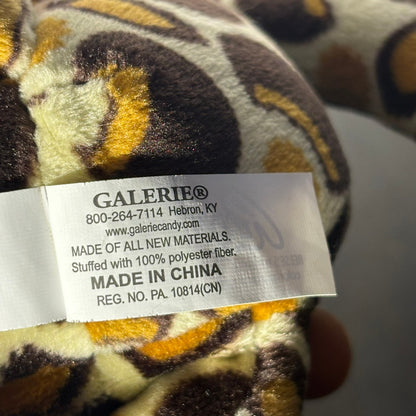 GALERIE®
800-264-7114 Hebron, KY
www.galeriecandy.com
MADE OF ALL NEW MATERIALS.
Stuffed with 100% polyester fiber.
MADE IN CHINA
REG. NO. PA. 10814(CN)